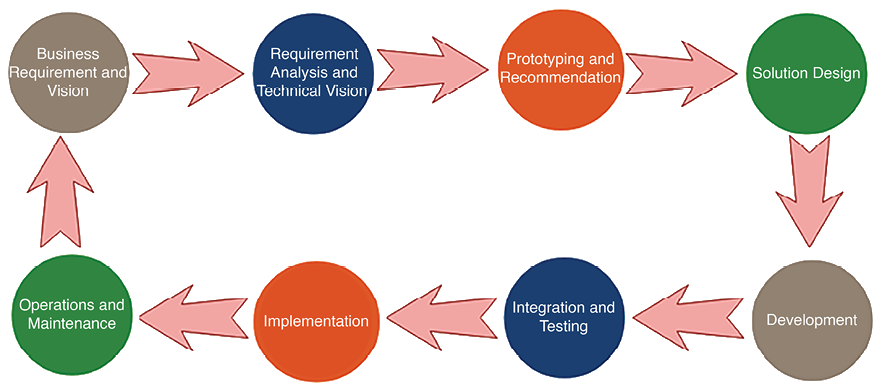 Business
Requirement and
Vision
Requirement
Analysis and
Technical Vision
Prototyping and
Recommendation
Solution Design
Development
Integration and
Testing
Implementation
Operations and
Maintenance